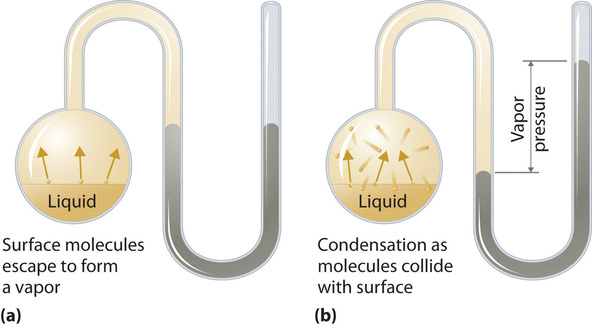 Liquid
Surface molecules
escape to form
a vapor
(a)
Vapor
pressure
Liquid
Condensation as
molecules collide
with surface
(b)